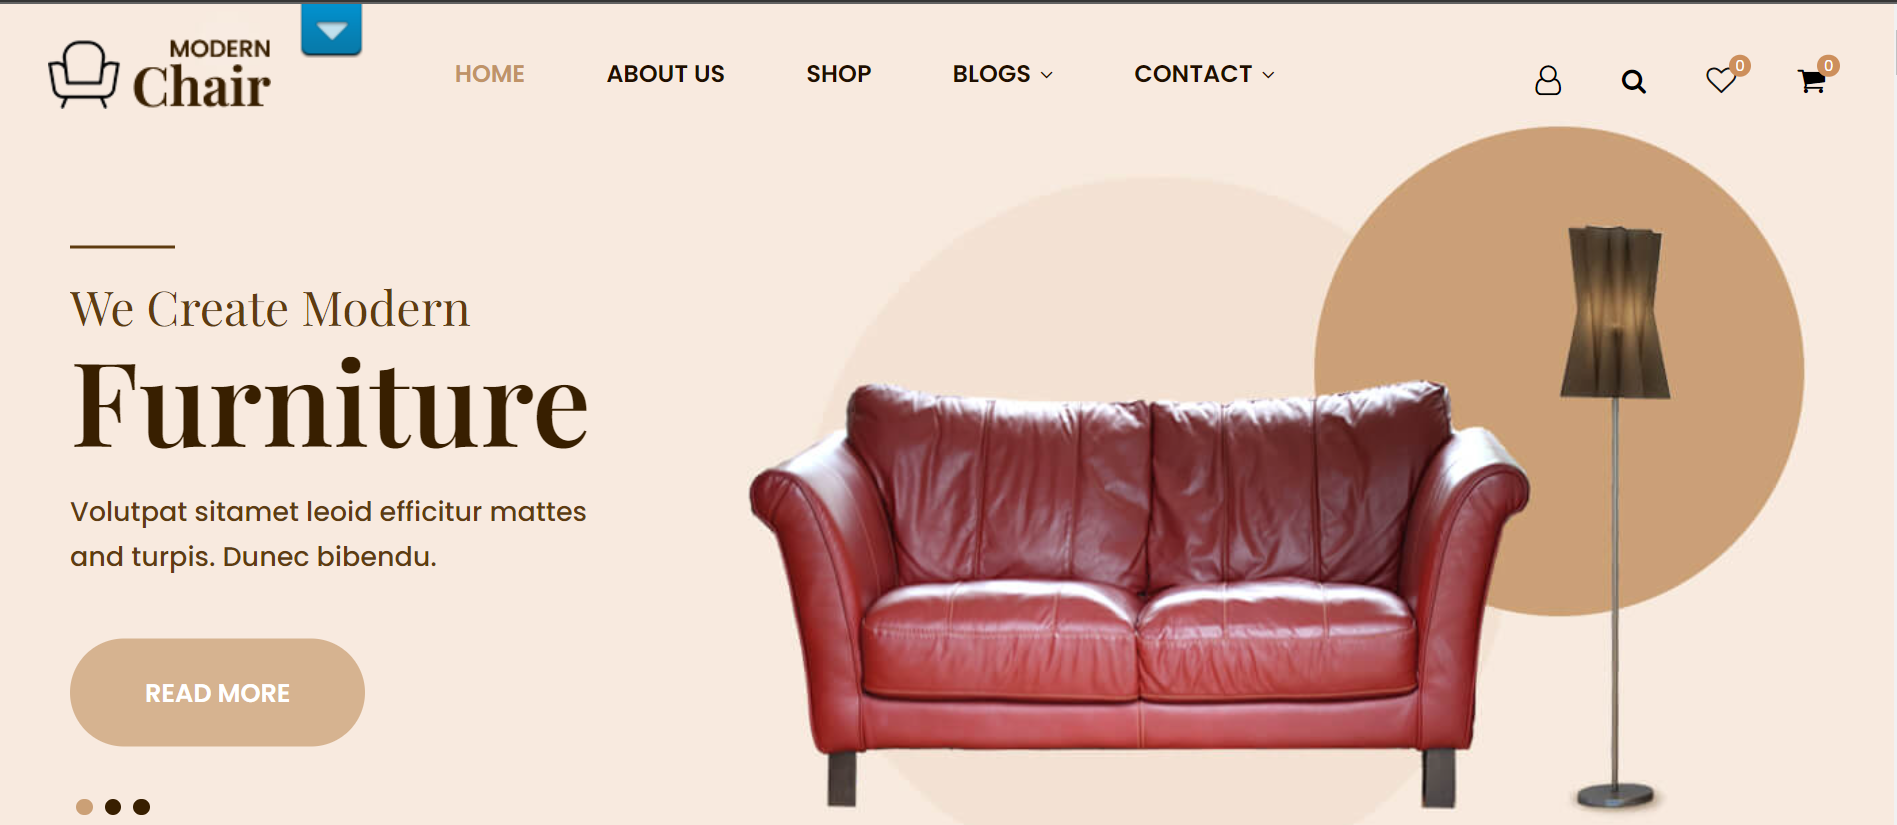 MODERN
Chair
HOME ABOUT US SHOP BLOGS CONTACT 0 0
We Create Modern
Furniture
Volutpat sitamet leoid efficitur mattes
and turpis. Dunec bibendu.
READ MORE